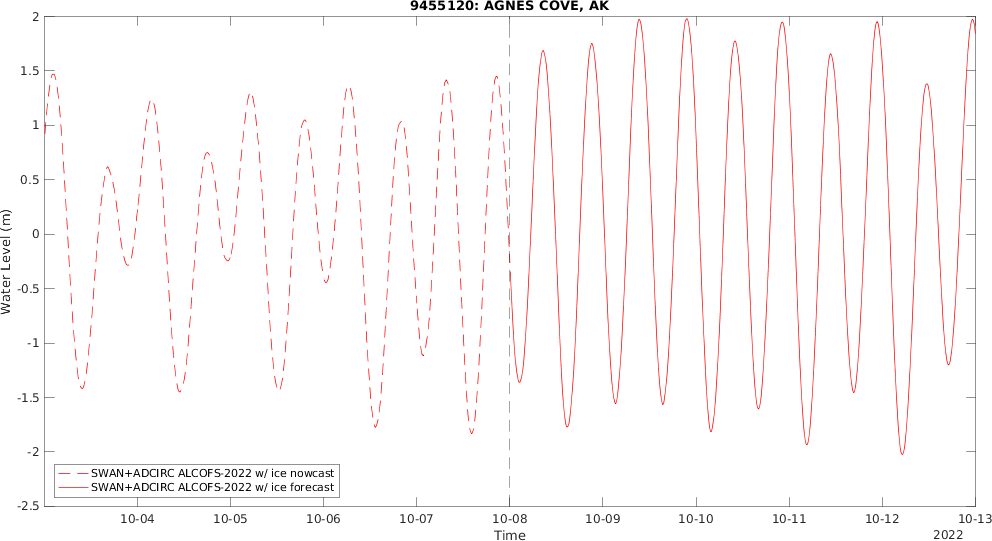 9455120: AGNES COVE, AK
2
1.5
1
0.5
0
-0.5
-1
-1.5
-2
-2.5
Water Level (m)
SWAN+ADCIRC ALCOFS-2022 w/ ice nowcast
SWAN+ADCIRC ALCOFS-2022 w/ ice forecast
10-04 10-05 10-06 10-07 10-08 10-09 10-10 10-11 10-12 10-13
Time
2022